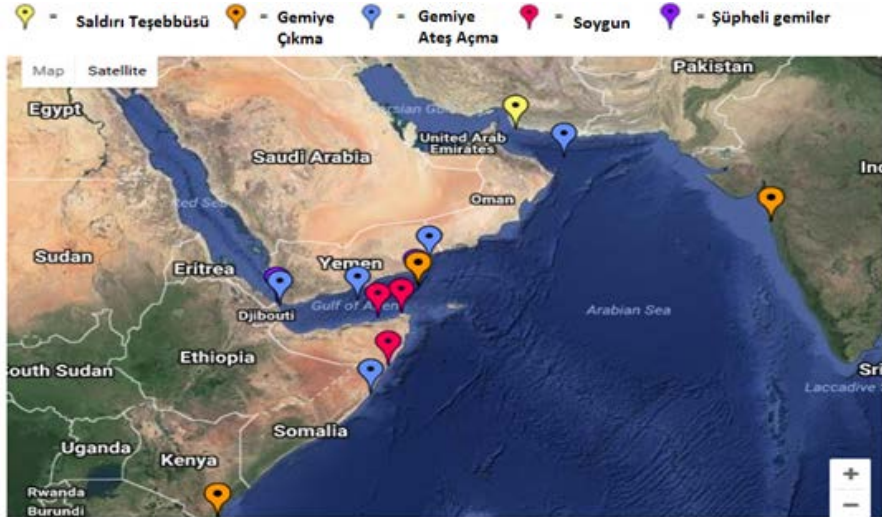 = Saldırı Teşebbüsü = Gemiye Çıkma = Gemiye Ateş Açma = Soygun = Şüpheli gemiler
Map Satellite
Pakistan
Egypt
Persian Gulf
United Arab
Emirates
Saudi Arabia
Oman
Red Sea
Sudan
Eritrea
Yemen
Gulf of Aden
Djibouti
Arabian Sea
Ethiopia
South Sudan
Laccadive
Somalia
Uganda
Kenya
Rwanda
Burundi
+
−